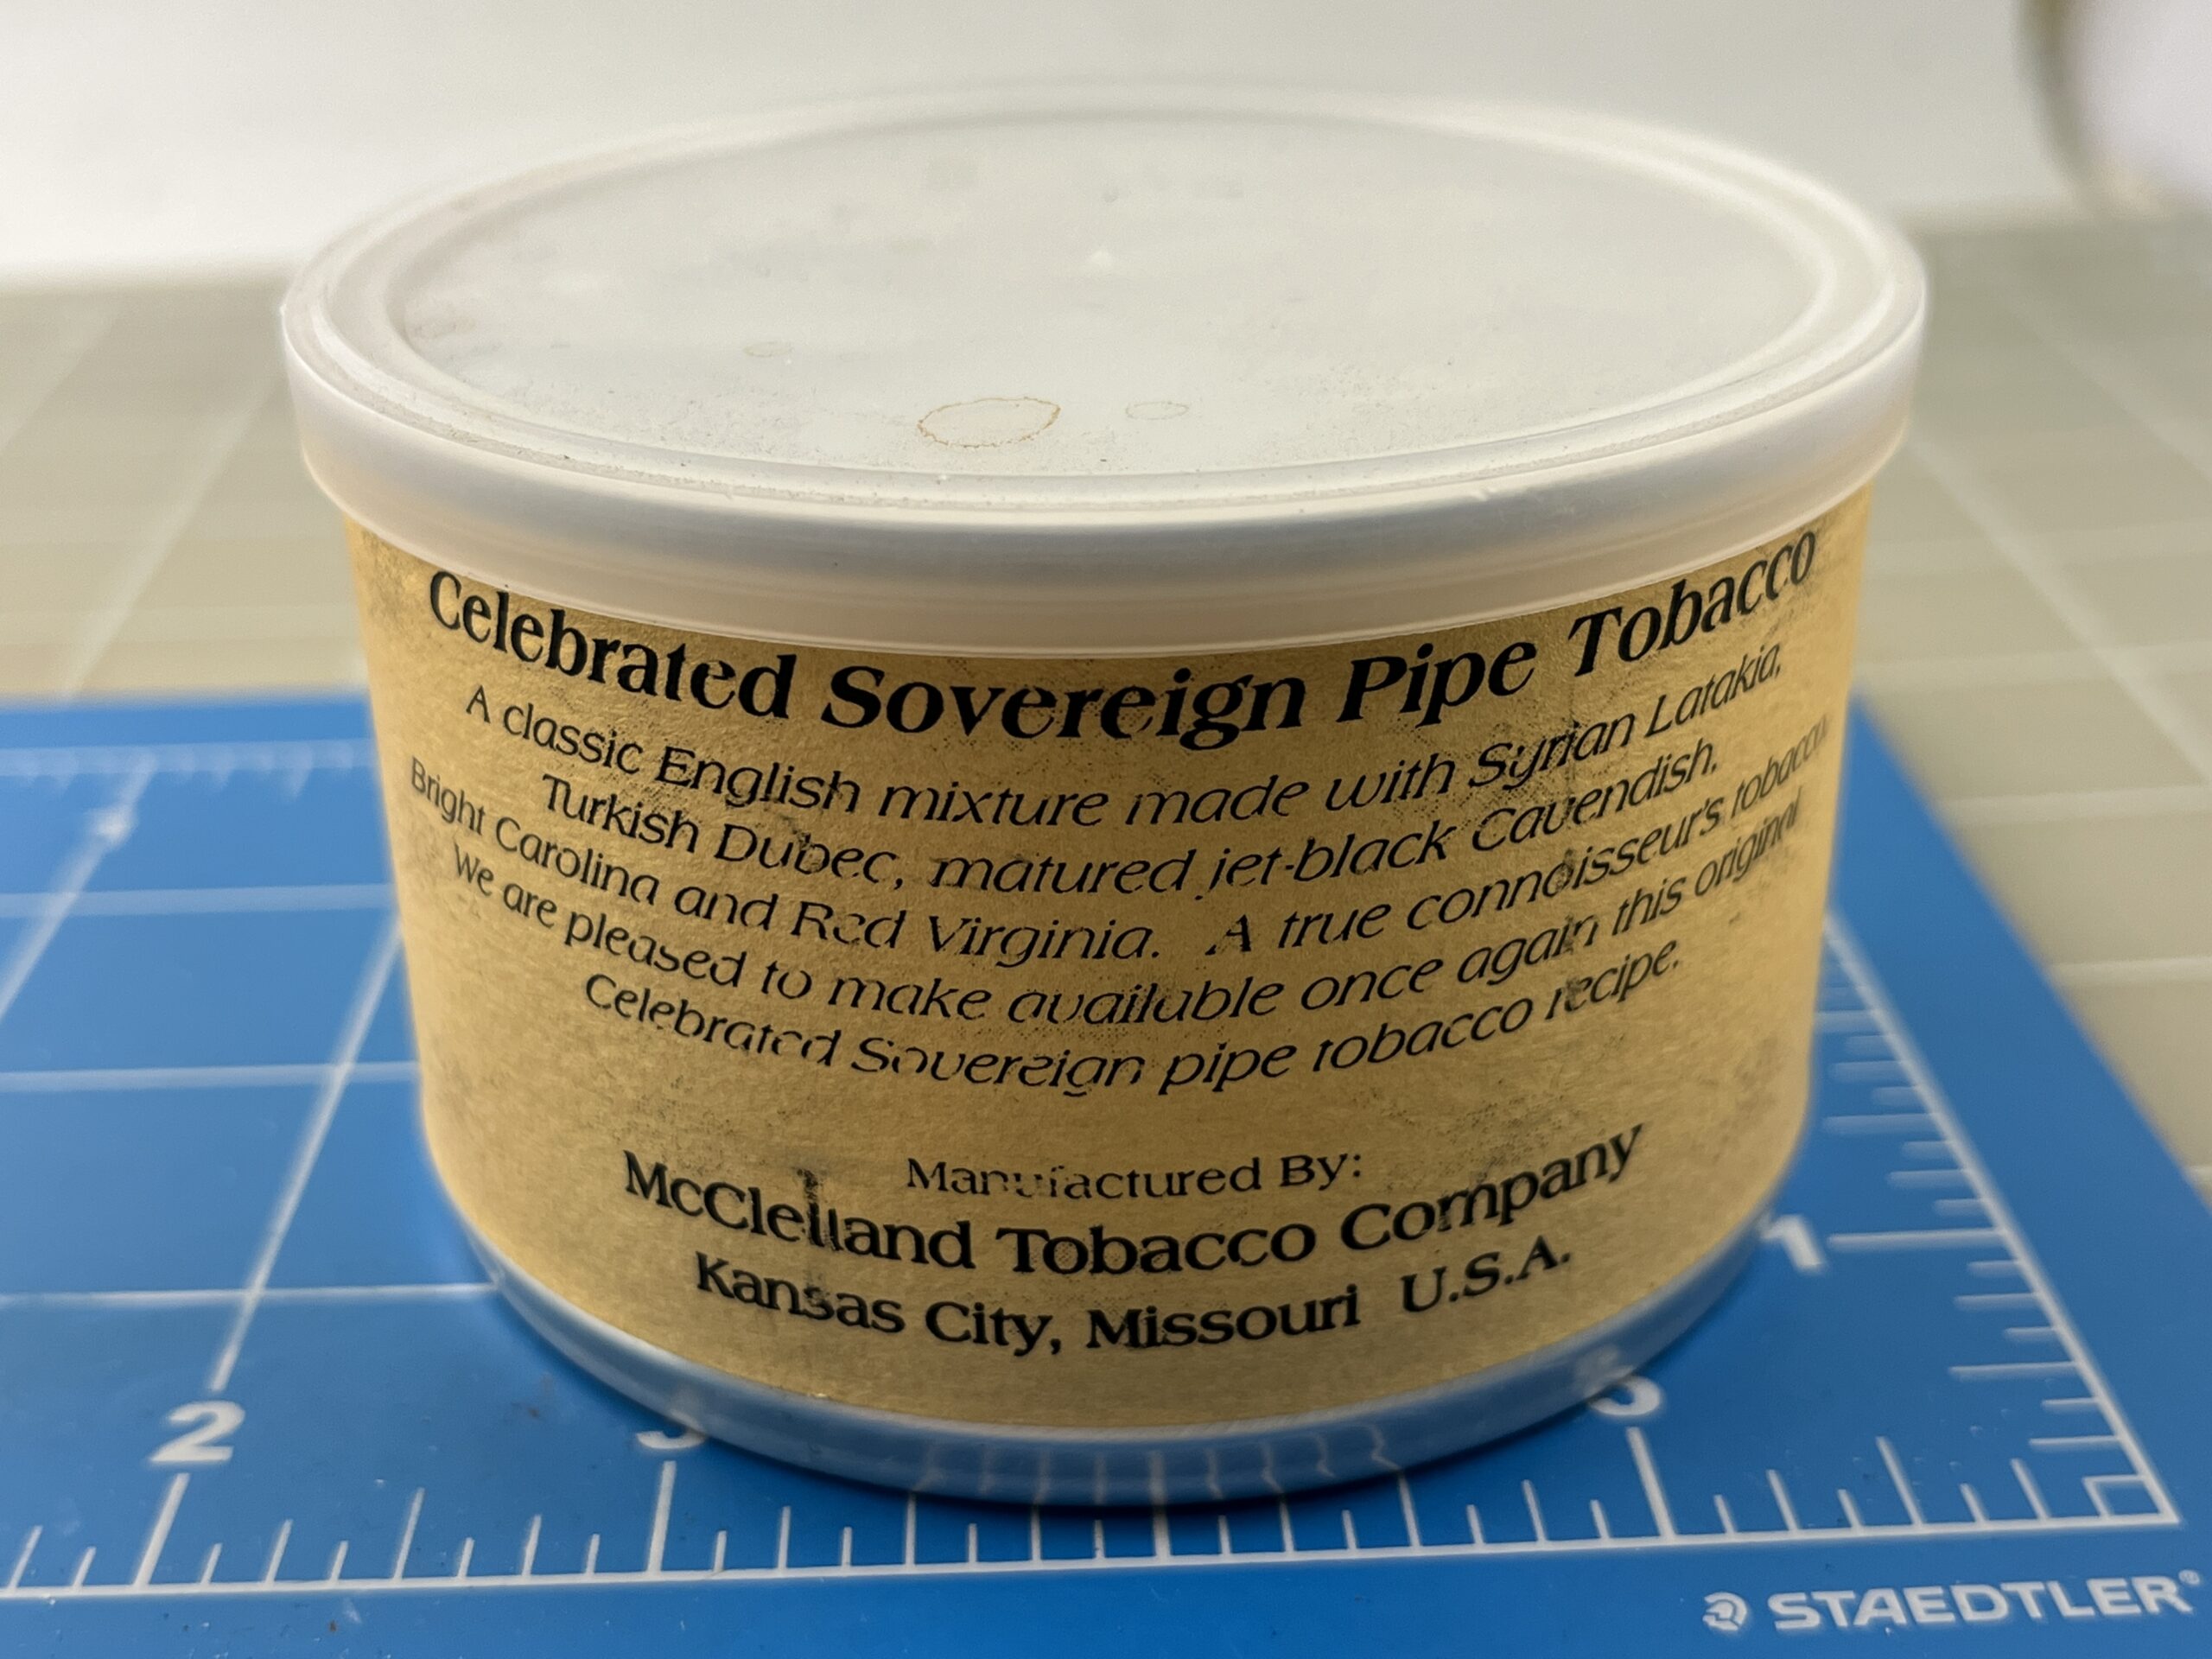 Celebrated Sovereign Pipe Tobacco
A classic English mixture made with Syrian Latakia,
Turkish Dubec, matured jet-black Cavendish,
Bright Carolina and Red Virginia. A true connoisseur's tobacco.
We are pleased to make available once again this original
Celebrated Sovereign pipe tobacco recipe.
Manufactured By:
McClelland Tobacco Company
Kansas City, Missouri U.S.A.
1
2
STAEDTLER®